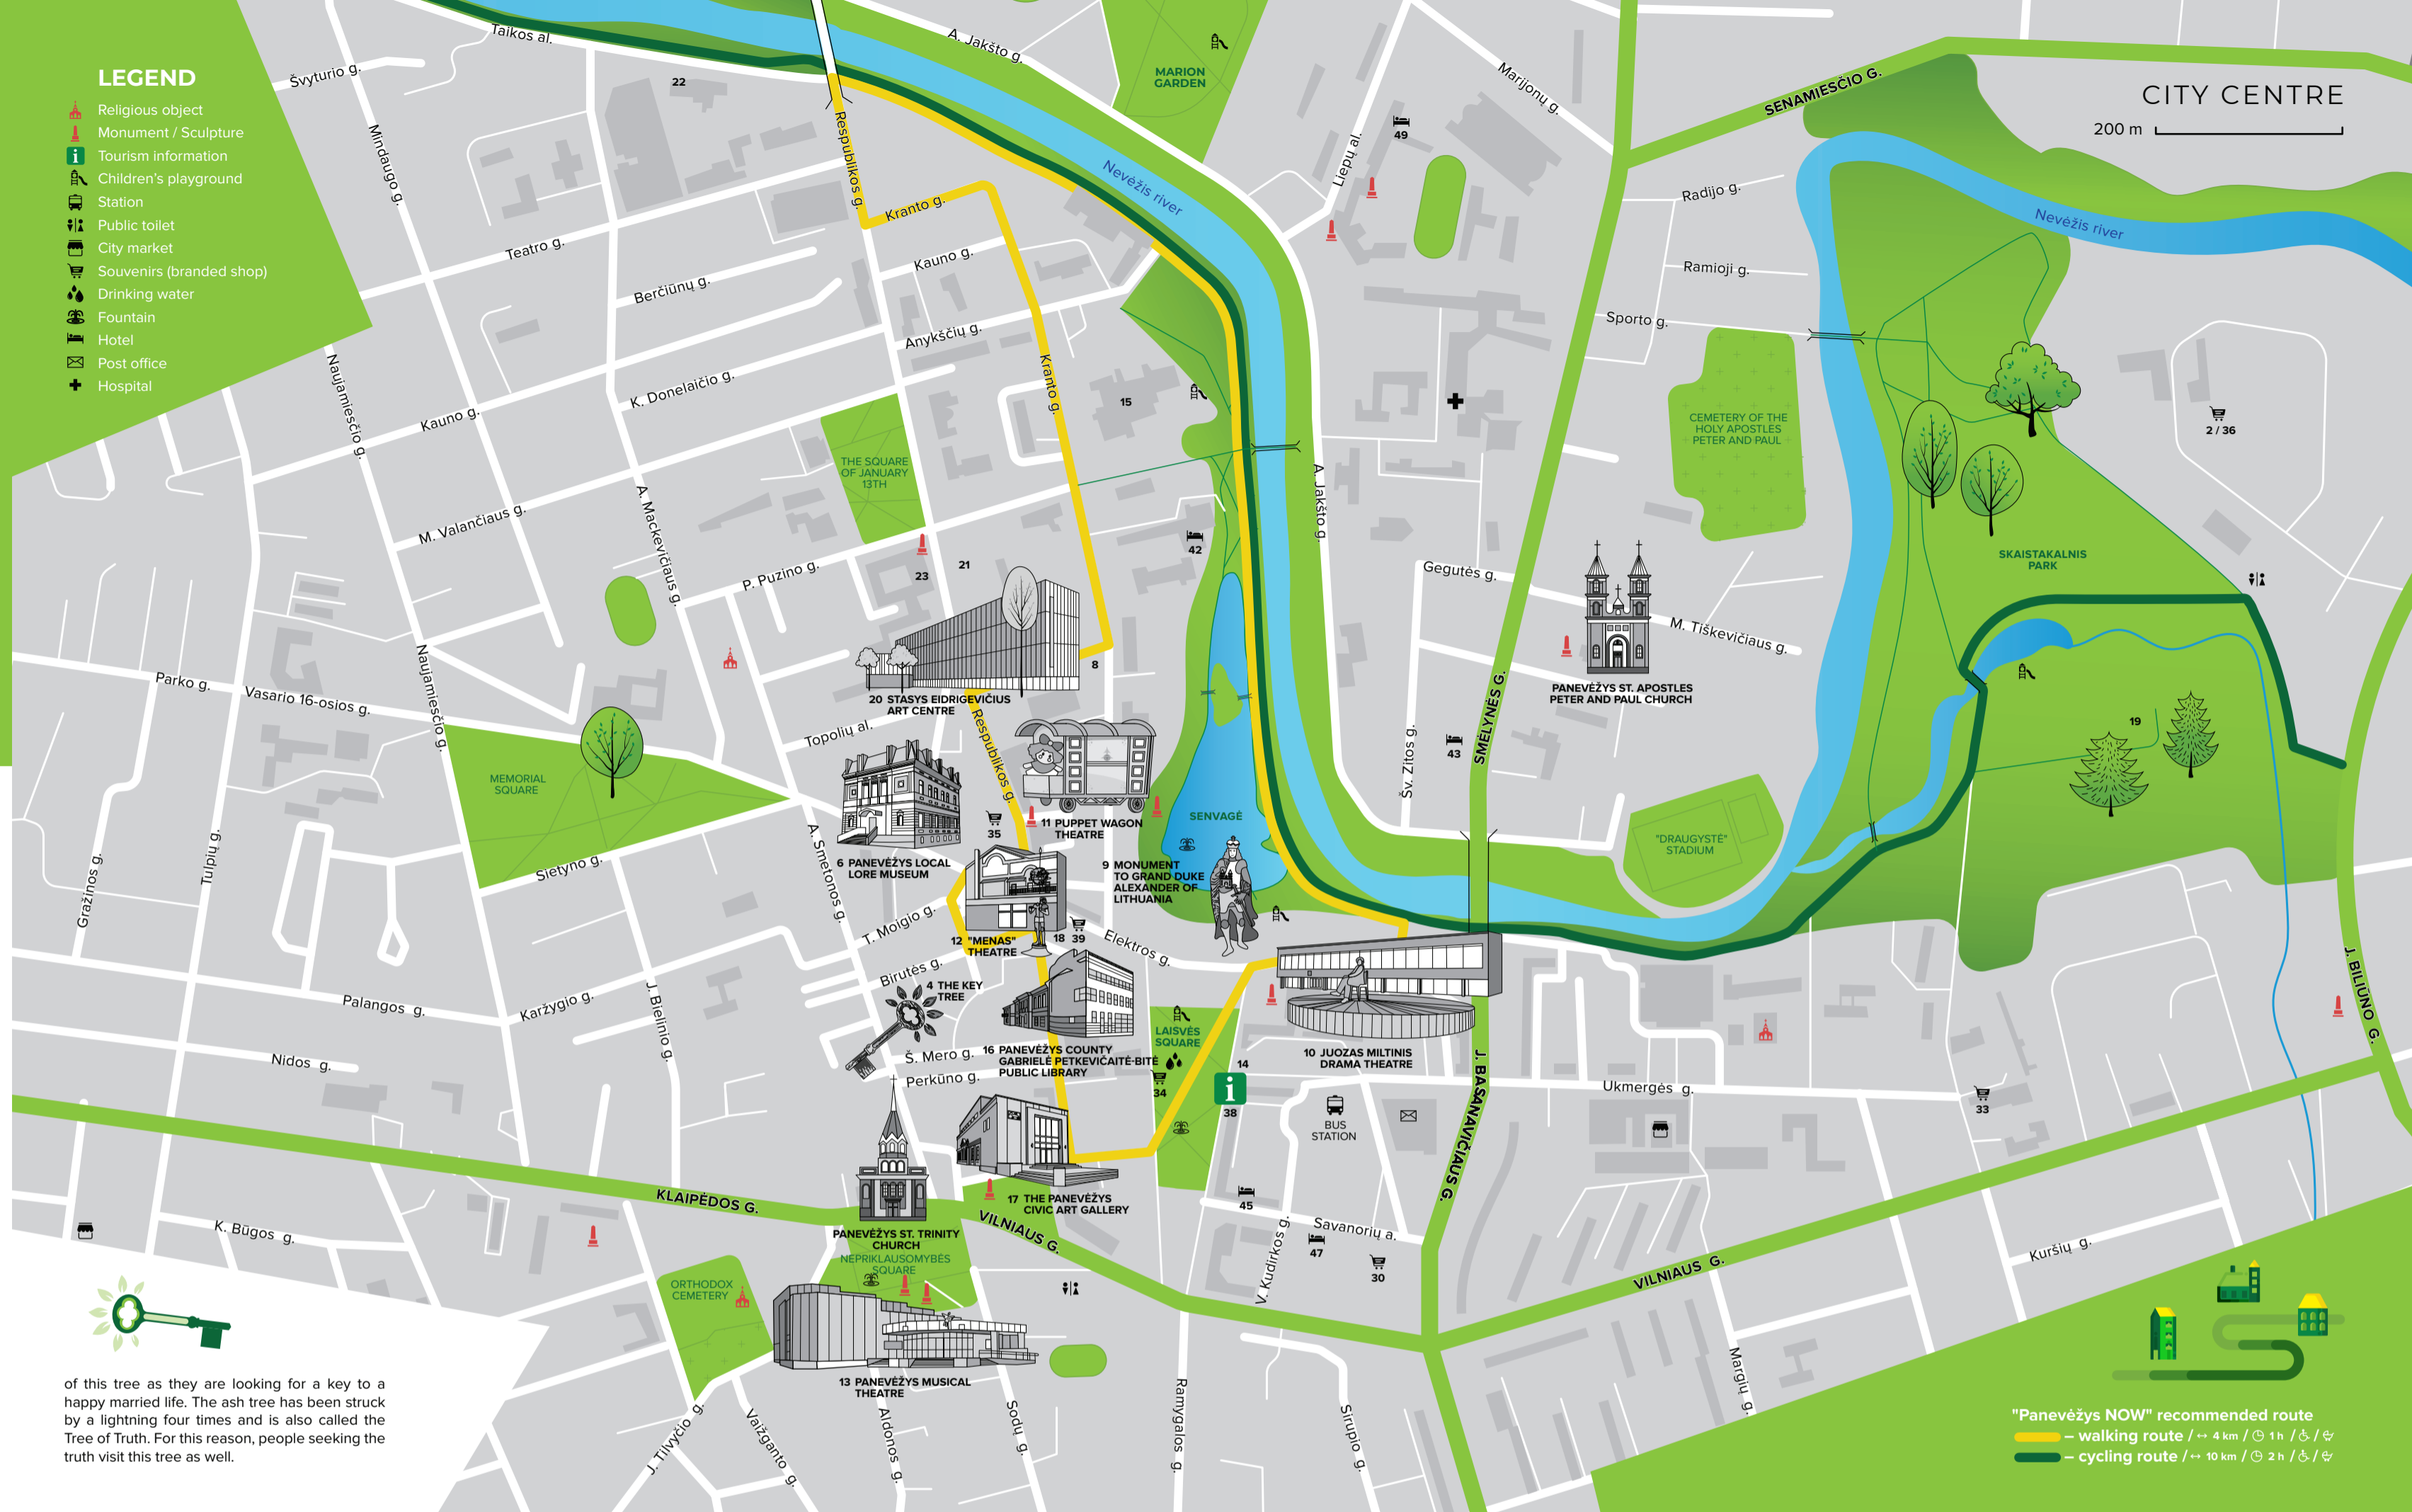 LEGEND
Religious object
Monument / Sculpture
Tourism information
Children's playground
Station
Public toilet
City market
Souvenirs (branded shop)
Drinking water
Fountain
Hotel
Post office
Hospital
CITY CENTRE
200 m
Taikos al.
Švyturio g.
22
Mindaugo g.
Respublikos g.
A. Jakšto g.
MARION
GARDEN
Nevėžis river
Liepų al.
49
Marijonų g.
SENAMIESČIO G.
Radijo g.
Nevėžis river
Ramioji g.
Sporto g.
Kranto g.
Teatro g.
Kauno g.
Berčiūnų g.
Anykščių g.
K. Donelaičio g.
Kranto g.
15
Naujamiesčio g.
Kauno g.
THE SQUARE
OF JANUARY
13TH
CEMETERY OF THE
HOLY APOSTLES
PETER AND PAUL
2 / 36
A. Mackevičiaus g.
M. Valančiaus g.
A. Jakšto g.
42
P. Puzino g.
23
21
Gegutės g.
SKAISTAKALNIS
PARK
M. Tiškevičiaus g.
8
Parko g.
Vasario 16-osios g.
Naujamiesčio g.
20 STASYS EIDRIGEVIČIUS
ART CENTRE
PANEVĖŽYS ST. APOSTLES
PETER AND PAUL CHURCH
Topolių al.
Respublikos g.
Šv. Zitos g.
43
SMĖLYNĖS G.
19
MEMORIAL
SQUARE
35
11 PUPPET WAGON
THEATRE
SENVAGĖ
"DRAUGYSTĖ"
STADIUM
Gražinos g.
Tulpių g.
Sietyno g.
A. Smetonos g.
6 PANEVĖŽYS LOCAL
LORE MUSEUM
9 MONUMENT
TO GRAND DUKE
ALEXANDER OF
LITHUANIA
T. Moigio g.
12 "MENAS"
THEATRE
18
39
Elektros g.
Birutės g.
4 THE KEY
TREE
J. BILIŪNO G.
Palangos g.
Karžygio g.
J. Bielinio g.
LAISVĖS
SQUARE
Nidos g.
Š. Mero g.
16 PANEVĖŽYS COUNTY
GABRIELĖ PETKEVIČAITĖ-BITĖ
PUBLIC LIBRARY
Perkūno g.
34
14
38
10 JUOZAS MILTINIS
DRAMA THEATRE
J. BASANAVIČIAUS G.
Ukmergės g.
33
BUS
STATION
KLAIPĖDOS G.
17 THE PANEVĖŽYS
CIVIC ART GALLERY
VILNIAUS G.
45
Savanorių a.
47
V. Kudirkos g.
30
K. Būgos g.
PANEVĖŽYS ST. TRINITY
CHURCH
NEPRIKLAUSOMYBĖS
SQUARE
VILNIAUS G.
Kuršių g.
ORTHODOX
CEMETERY
13 PANEVĖŽYS MUSICAL
THEATRE
J. Tilvyčio g.
Vaižganto g.
Aldonos g.
Sodų g.
Ramygalos g.
Sirupio g.
Margių g.
of this tree as they are looking for a key to a
happy married life. The ash tree has been struck
by a lightning four times and is also called the
Tree of Truth. For this reason, people seeking the
truth visit this tree as well.
"Panevėžys NOW" recommended route
– walking route / ↔ 4 km / 1 h /
– cycling route / ↔ 10 km / 2 h /